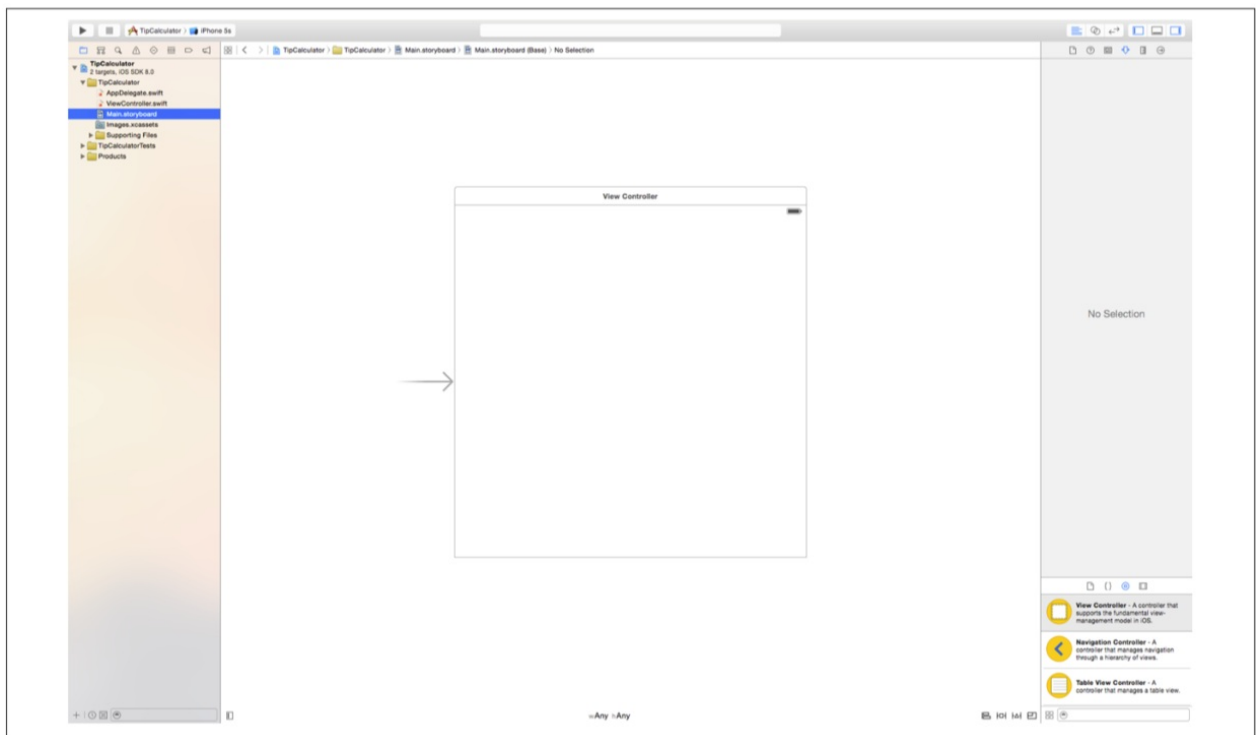 TipCalculator › iPhone 5s
TipCalculator › TipCalculator › Main.storyboard › Main.storyboard (Base) › No Selection
TipCalculator
2 targets, iOS SDK 8.0
TipCalculator
AppDelegate.swift
ViewController.swift
Main.storyboard
Images.xcassets
Supporting Files
TipCalculatorTests
Products
View Controller
No Selection
View Controller - A controller that
supports the fundamental view-
management model in iOS.
Navigation Controller - A
controller that manages navigation
through a hierarchy of views.
Table View Controller - A
controller that manages a table view.
wAny hAny